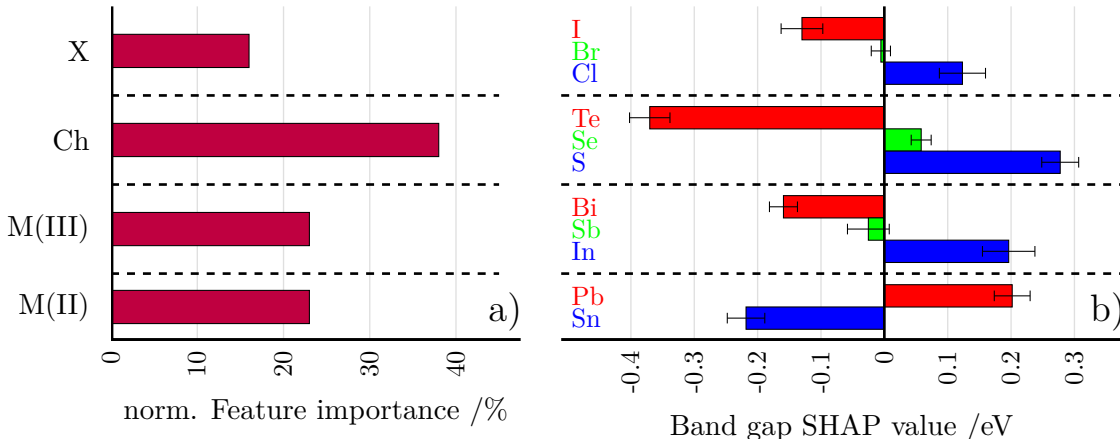 X
Ch
M(III)
M(II)
a)
0
10
20
30
40
norm. Feature importance /%
I
Br
Cl
Te
Se
S
Bi
Sb
In
Pb
Sn
b)
-0.4
-0.2
-0.1
0
0.1
0.2
0.3
Band gap SHAP value /eV